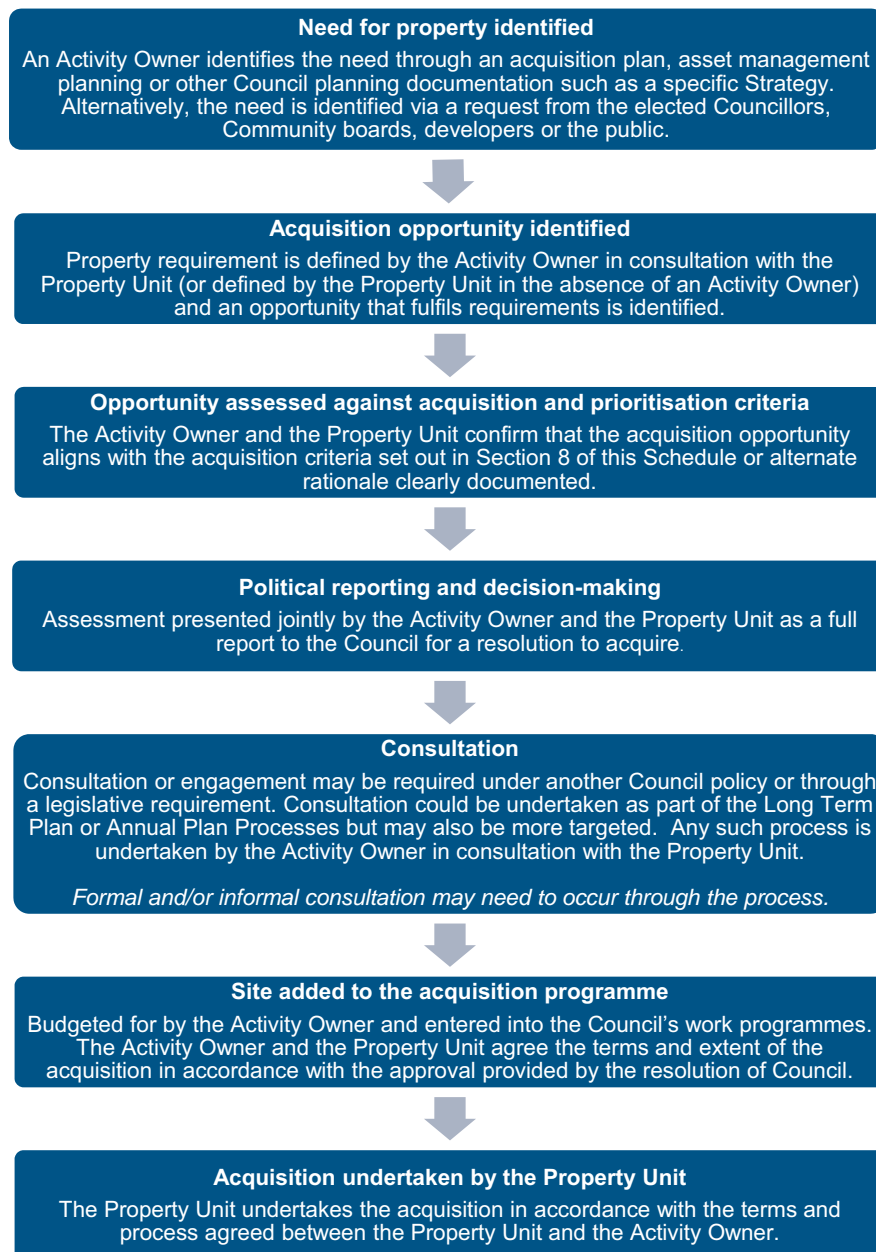 Need for property identified
An Activity Owner identifies the need through an acquisition plan, asset management
planning or other Council planning documentation such as a specific Strategy.
Alternatively, the need is identified via a request from the elected Councillors,
Community boards, developers or the public.
Acquisition opportunity identified
Property requirement is defined by the Activity Owner in consultation with the
Property Unit (or defined by the Property Unit in the absence of an Activity Owner)
and an opportunity that fulfils requirements is identified.
Opportunity assessed against acquisition and prioritisation criteria
The Activity Owner and the Property Unit confirm that the acquisition opportunity
aligns with the acquisition criteria set out in Section 8 of this Schedule or alternate
rationale clearly documented.
Political reporting and decision-making
Assessment presented jointly by the Activity Owner and the Property Unit as a full
report to the Council for a resolution to acquire.
Consultation
Consultation or engagement may be required under another Council policy or through
a legislative requirement. Consultation could be undertaken as part of the Long Term
Plan or Annual Plan Processes but may also be more targeted.  Any such process is
undertaken by the Activity Owner in consultation with the Property Unit.
Formal and/or informal consultation may need to occur through the process.
Site added to the acquisition programme
Budgeted for by the Activity Owner and entered into the Council's work programmes.
The Activity Owner and the Property Unit agree the terms and extent of the
acquisition in accordance with the approval provided by the resolution of Council.
Acquisition undertaken by the Property Unit
The Property Unit undertakes the acquisition in accordance with the terms and
process agreed between the Property Unit and the Activity Owner.